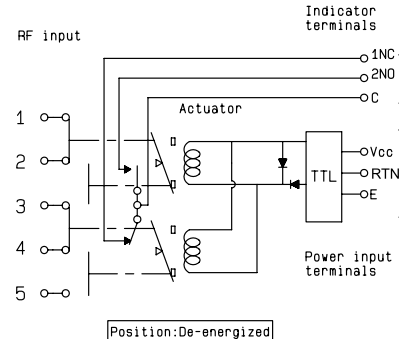 Indicator
terminals
RF input
1NC
2NO
C
Actuator
1
2
3
4
5
TTL
Vcc
RTN
E
Power input
terminals
Position:De-energized